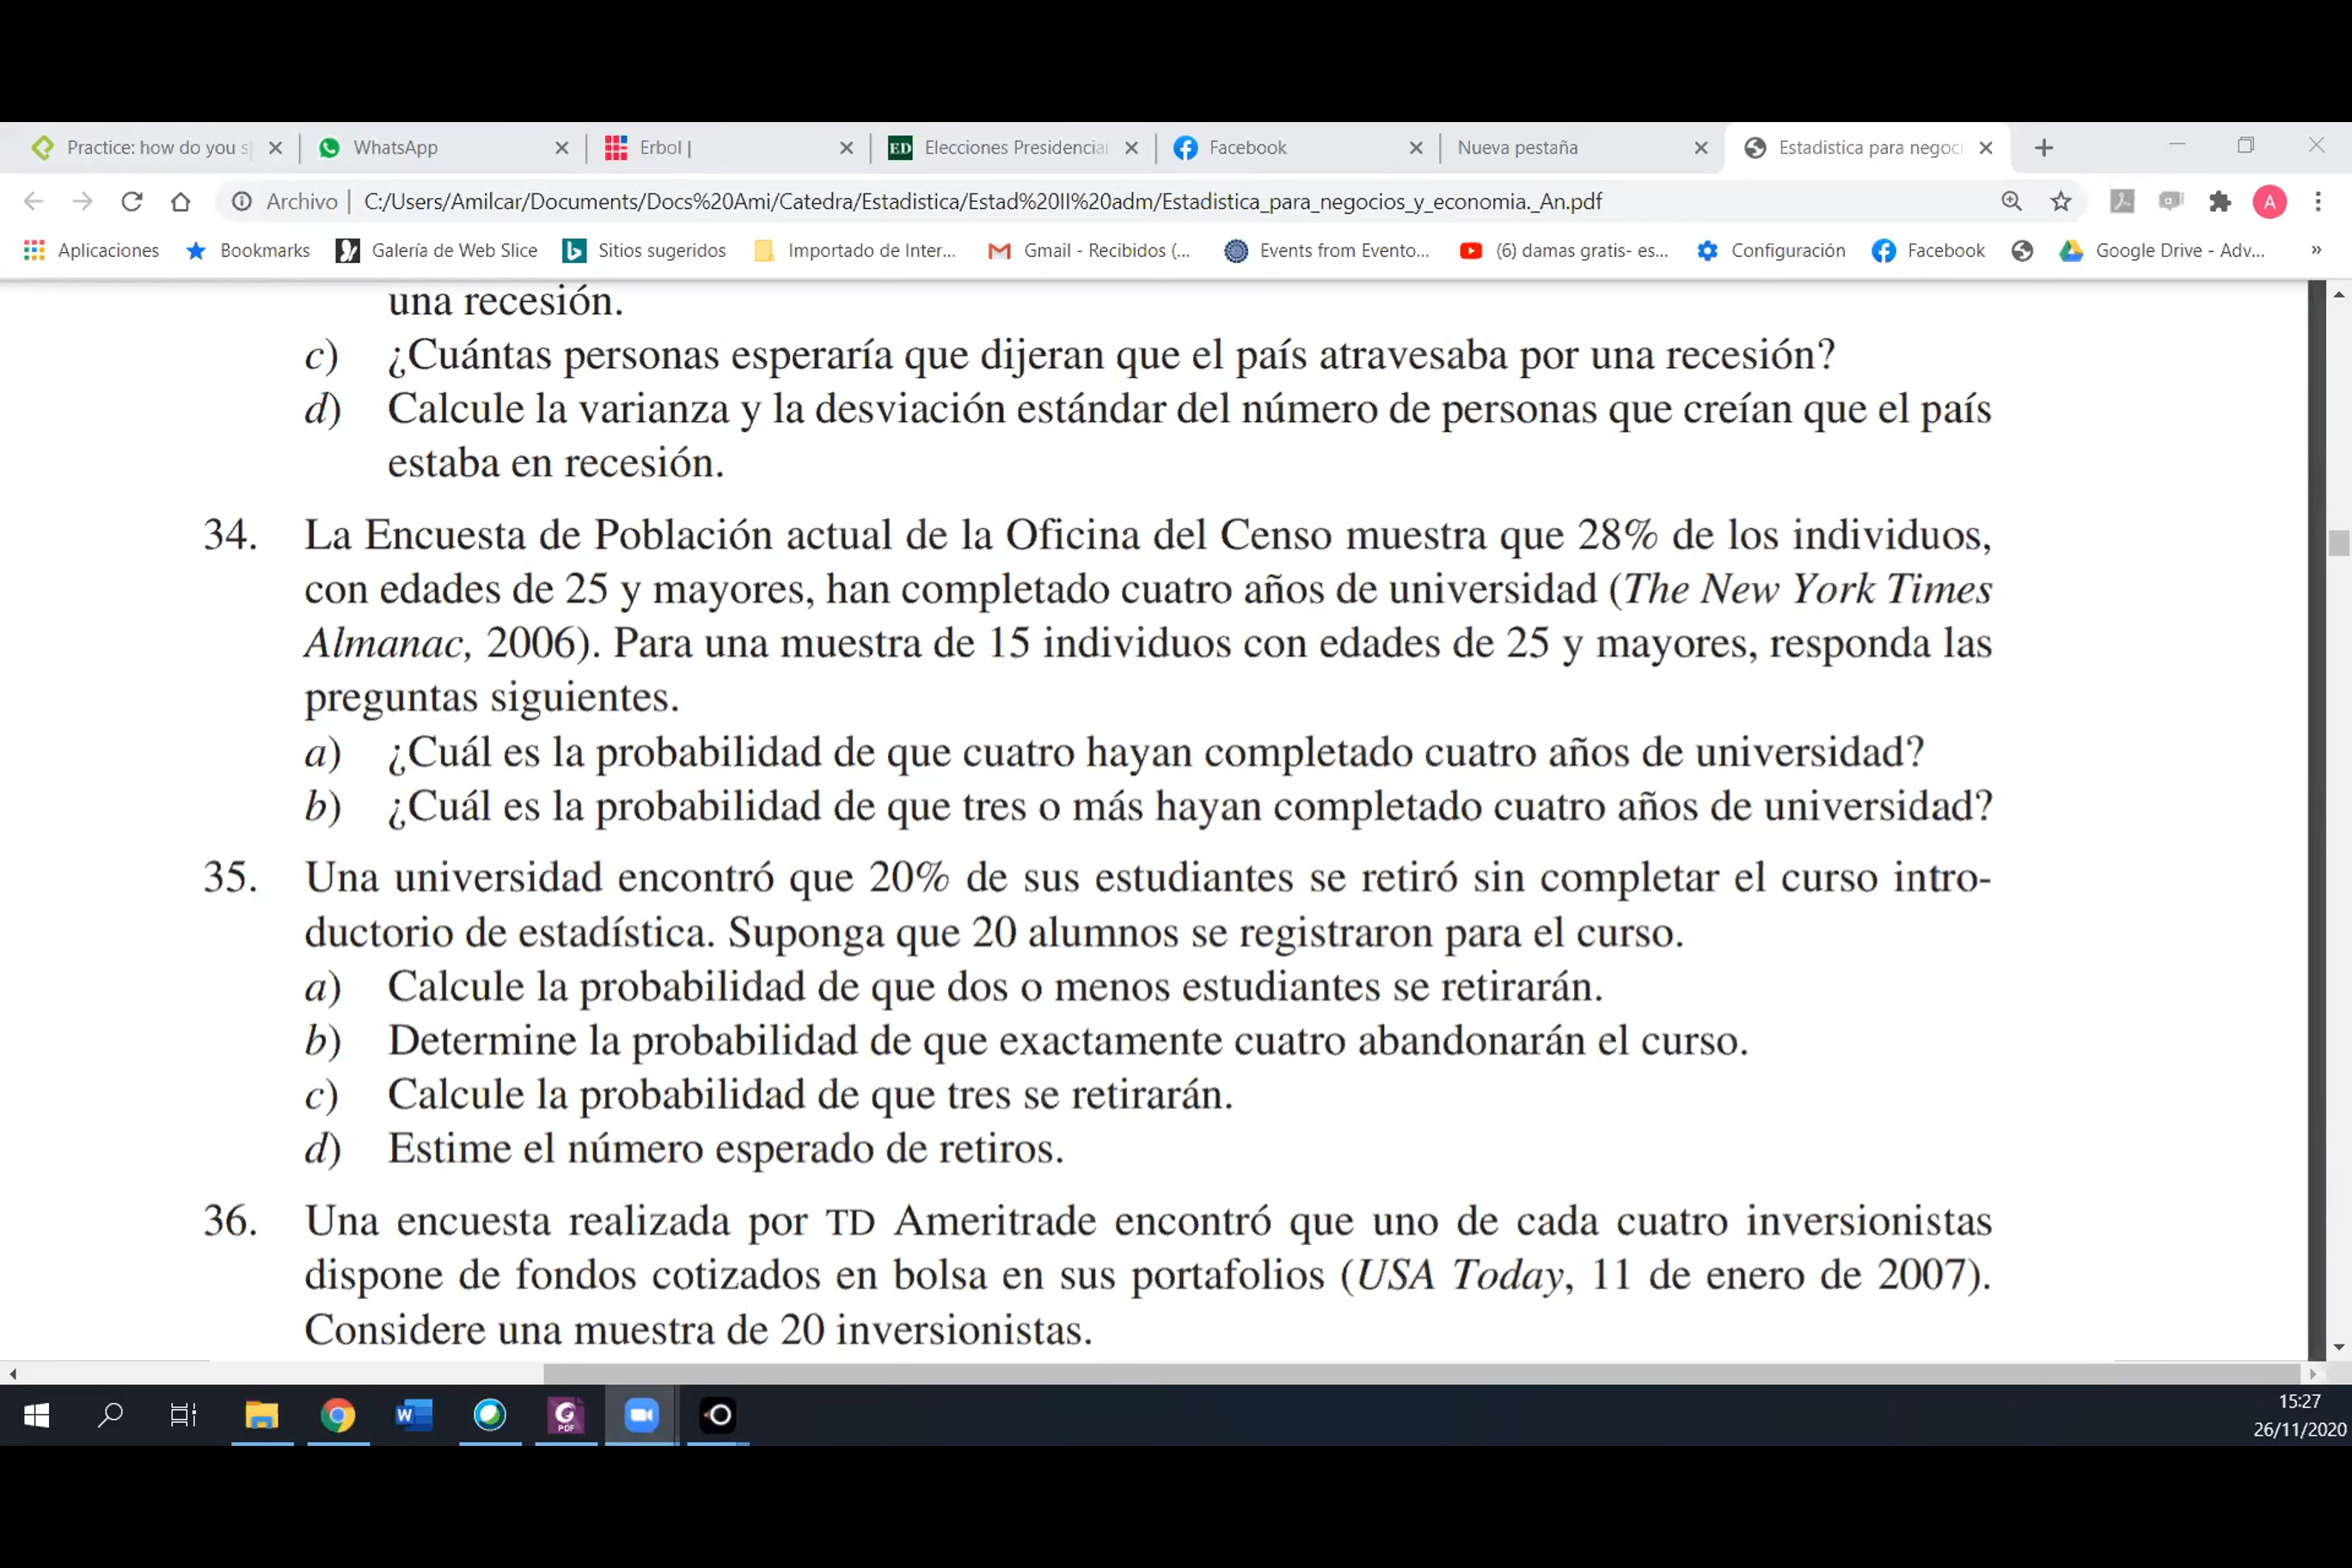 Practice: how do you s
WhatsApp
Erbol |
ED Elecciones Presidencia
Facebook
Nueva pestaña
Estadistica para negoc
Archivo | C:/Users/Amilcar/Documents/Docs%20Ami/Catedra/Estadistica/Estad%20II%20adm/Estadistica_para_negocios_y_economia._An.pdf
A
Aplicaciones
Bookmarks
Galería de Web Slice
Sitios sugeridos
Importado de Inter...
Gmail - Recibidos (...
Events from Evento...
(6) damas gratis- es...
Configuración
Facebook
Google Drive - Adv...
»
una recesión.
c) ¿Cuántas personas esperaría que dijeran que el país atravesaba por una recesión?
d) Calcule la varianza y la desviación estándar del número de personas que creían que el país
estaba en recesión.
34. La Encuesta de Población actual de la Oficina del Censo muestra que 28% de los individuos,
con edades de 25 y mayores, han completado cuatro años de universidad (The New York Times
Almanac, 2006). Para una muestra de 15 individuos con edades de 25 y mayores, responda las
preguntas siguientes.
a) ¿Cuál es la probabilidad de que cuatro hayan completado cuatro años de universidad?
b) ¿Cuál es la probabilidad de que tres o más hayan completado cuatro años de universidad?
35. Una universidad encontró que 20% de sus estudiantes se retiró sin completar el curso intro-
ductorio de estadística. Suponga que 20 alumnos se registraron para el curso.
a) Calcule la probabilidad de que dos o menos estudiantes se retirarán.
b) Determine la probabilidad de que exactamente cuatro abandonarán el curso.
c) Calcule la probabilidad de que tres se retirarán.
d) Estime el número esperado de retiros.
36. Una encuesta realizada por TD Ameritrade encontró que uno de cada cuatro inversionistas
dispone de fondos cotizados en bolsa en sus portafolios (USA Today, 11 de enero de 2007).
Considere una muestra de 20 inversionistas.
15:27
26/11/2020